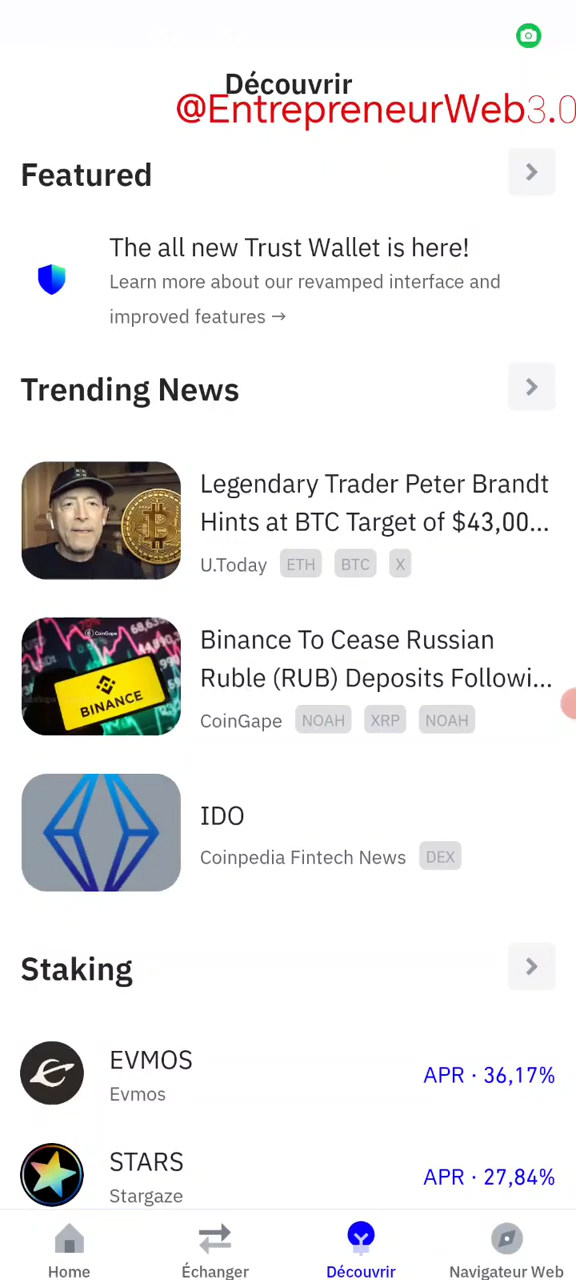 Découvrir
@EntrepreneurWeb3.0
Featured
The all new Trust Wallet is here!
Learn more about our revamped interface and
improved features →
Trending News
Legendary Trader Peter Brandt
Hints at BTC Target of $43,00...
U.Today ETH BTC X
Binance To Cease Russian
Ruble (RUB) Deposits Followi...
CoinGape NOAH XRP NOAH
CoinGape
BINANCE
IDO
Coinpedia Fintech News DEX
Staking
EVMOS
APR · 36,17%
Evmos
STARS
APR · 27,84%
Stargaze
Home Échanger Découvrir Navigateur Web